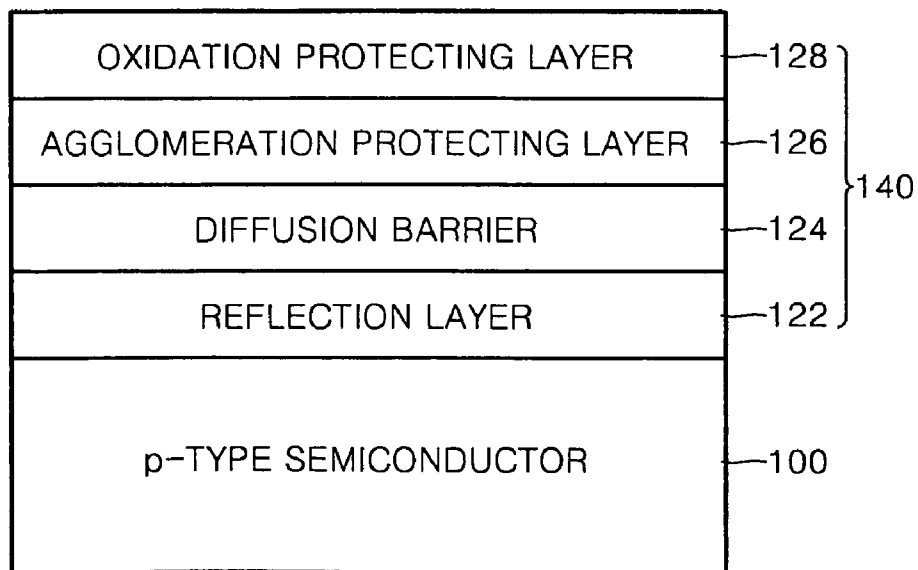 OXIDATION PROTECTING LAYER 128
AGGLOMERATION PROTECTING LAYER 126
140
DIFFUSION BARRIER 124
REFLECTION LAYER 122
p-TYPE SEMICONDUCTOR 100